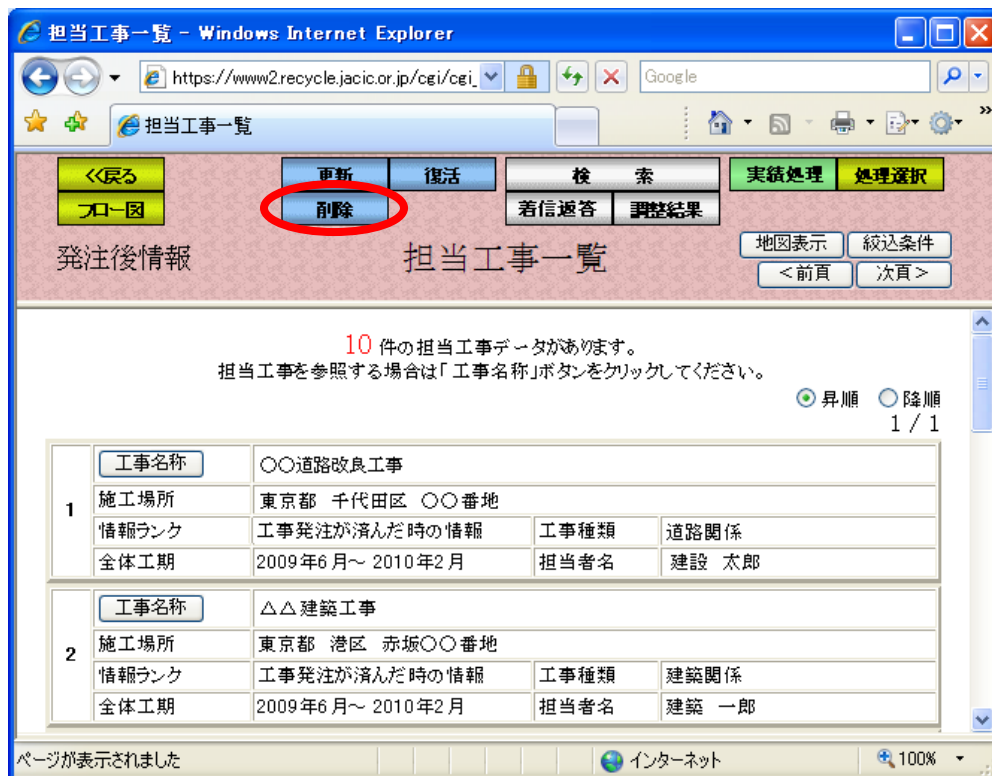 担当工事一覧 - Windows Internet Explorer
https://www2.recycle.jacic.or.jp/cgi/cgi_ Google
担当工事一覧 »
<<戻る 更新 復活 検 索 実績処理 処理選択
フロー図 削除 着信返答 調整結果
発注後情報 担当工事一覧 地図表示 絞込条件
<前頁 次頁>
10 件の担当工事データがあります。
担当工事を参照する場合は「工事名称」ボタンをクリックしてください。
昇順 降順
1 / 1
1 工事名称 〇〇道路改良工事
施工場所 東京都 千代田区 〇〇番地
情報ランク 工事発注が済んだ時の情報 工事種類 道路関係
全体工期 2009年6月～2010年2月 担当者名 建設 太郎
2 工事名称 △△建築工事
施工場所 東京都 港区 赤坂〇〇番地
情報ランク 工事発注が済んだ時の情報 工事種類 建築関係
全体工期 2009年6月～2010年2月 担当者名 建築 一郎
ページが表示されました インターネット 100%